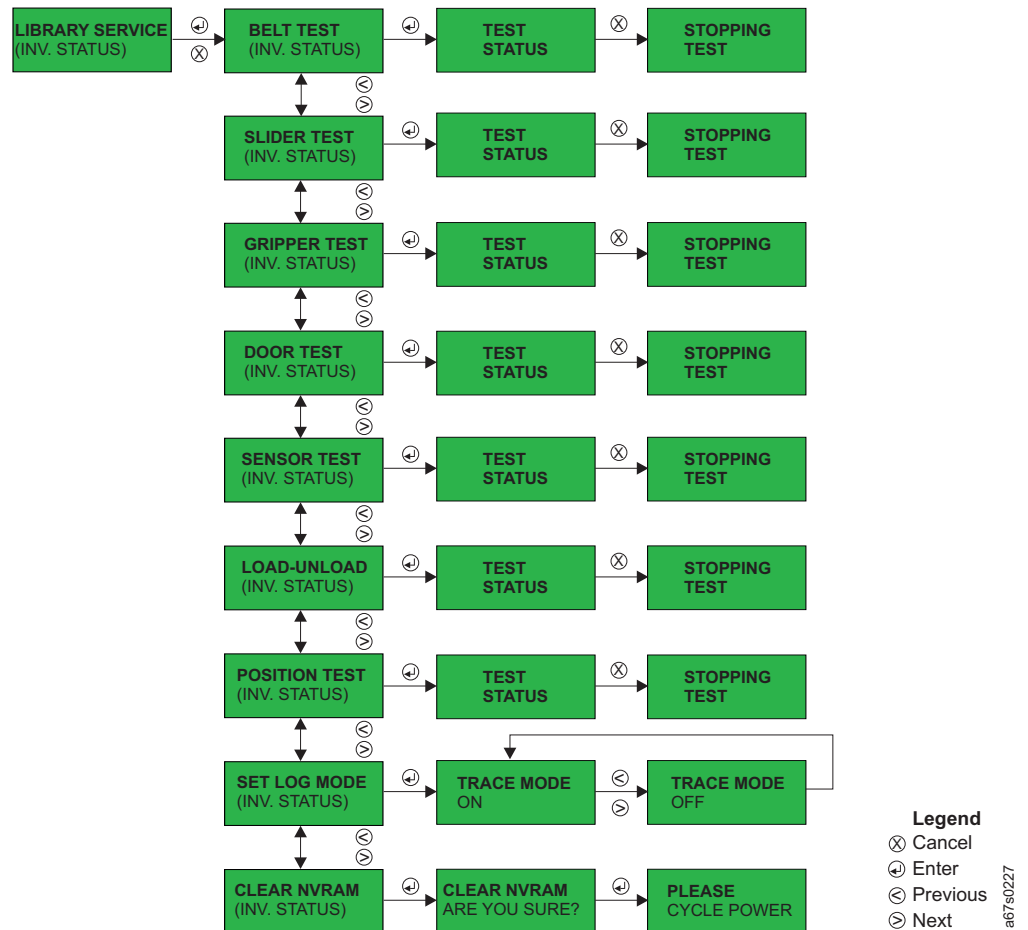 LIBRARY SERVICE
(INV. STATUS)
BELT TEST
(INV. STATUS)
TEST
STATUS
STOPPING
TEST
SLIDER TEST
(INV. STATUS)
TEST
STATUS
STOPPING
TEST
GRIPPER TEST
(INV. STATUS)
TEST
STATUS
STOPPING
TEST
DOOR TEST
(INV. STATUS)
TEST
STATUS
STOPPING
TEST
SENSOR TEST
(INV. STATUS)
TEST
STATUS
STOPPING
TEST
LOAD-UNLOAD
(INV. STATUS)
TEST
STATUS
STOPPING
TEST
POSITION TEST
(INV. STATUS)
TEST
STATUS
STOPPING
TEST
SET LOG MODE
(INV. STATUS)
TRACE MODE
ON
TRACE MODE
OFF
CLEAR NVRAM
(INV. STATUS)
CLEAR NVRAM
ARE YOU SURE?
PLEASE
CYCLE POWER
Legend
Cancel
Enter
Previous
Next
a67s0227